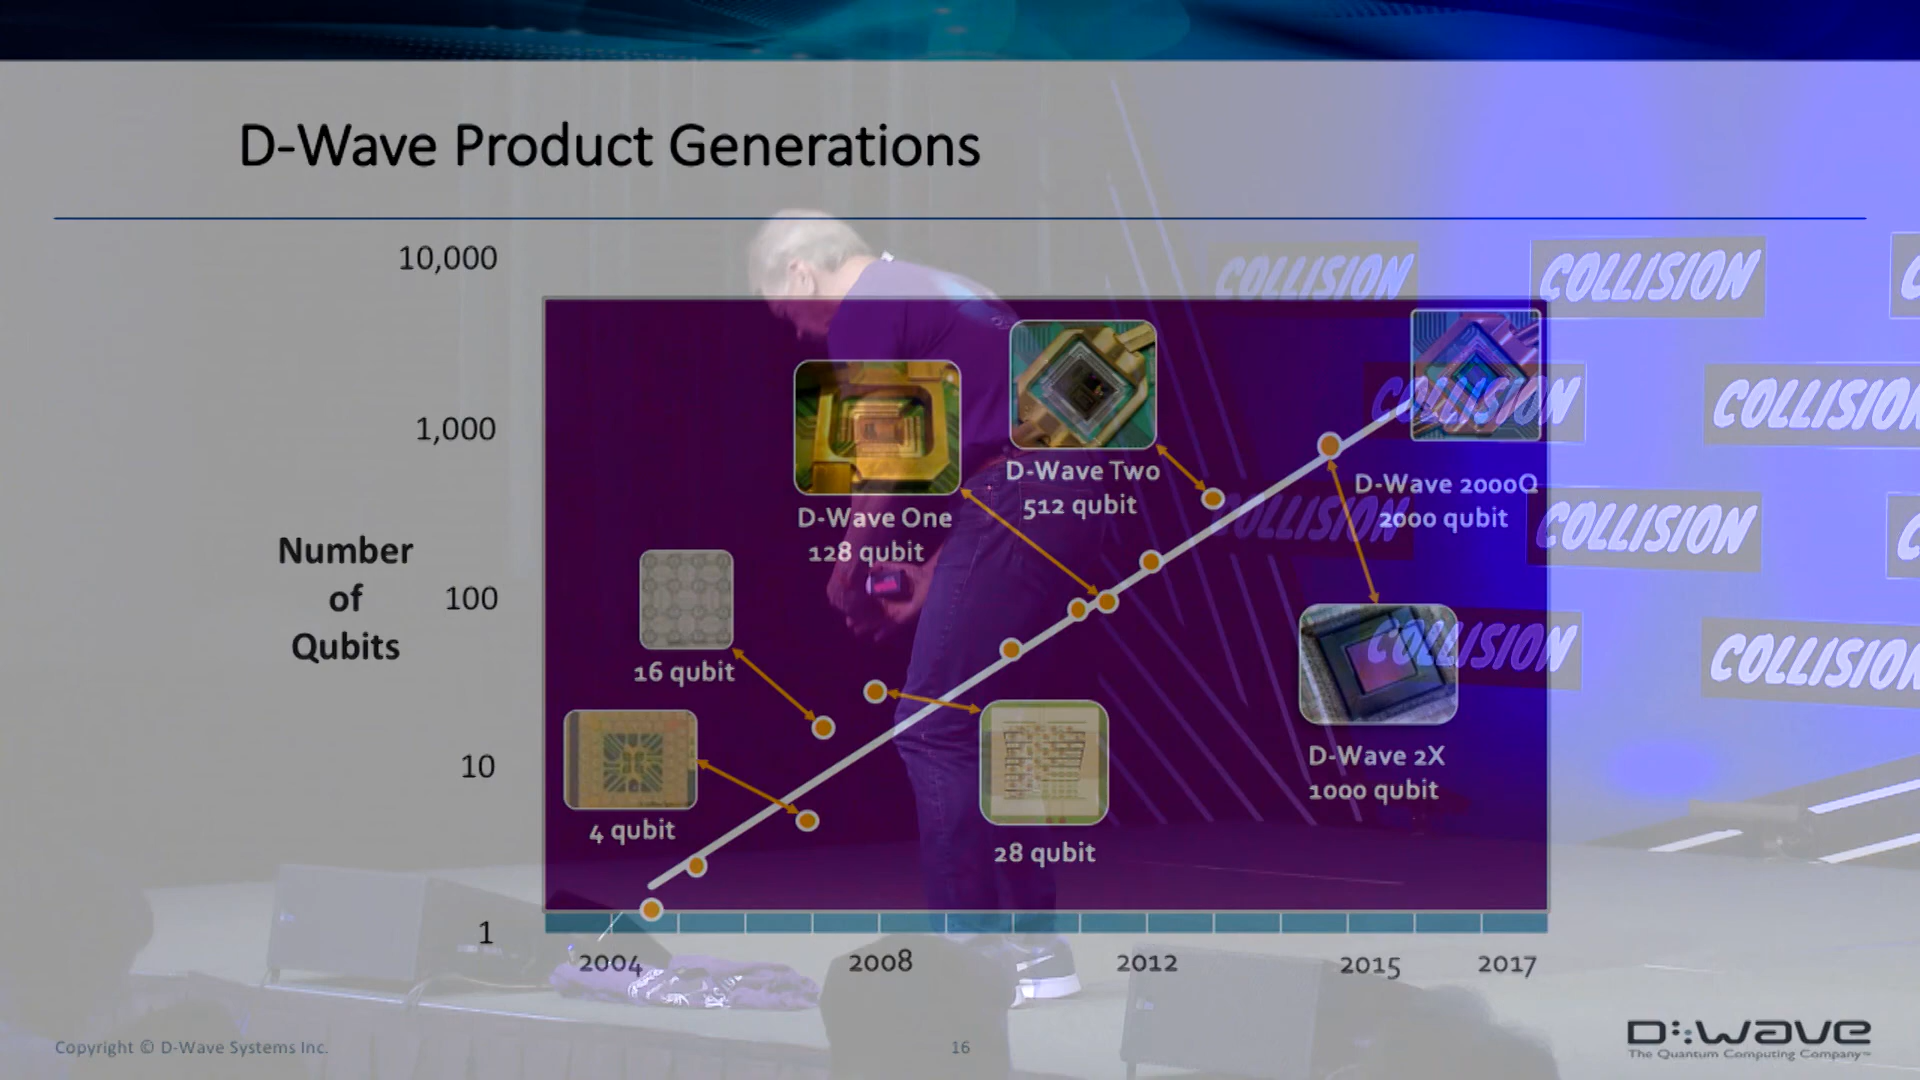 D-Wave Product Generations
10,000
1,000
100
10
1
Number
of
Qubits
D-Wave One
128 qubit
D-Wave Two
512 qubit
D-Wave 2000Q
2000 qubit
16 qubit
4 qubit
28 qubit
D-Wave 2X
1000 qubit
2004
2008
2012
2015
2017
COLLISION
COLLISION
COLLISION
COLLISION
COLLISION
COLLISION
COLLISION
Copyright © D-Wave Systems Inc.
16
D:Wave
The Quantum Computing Company™